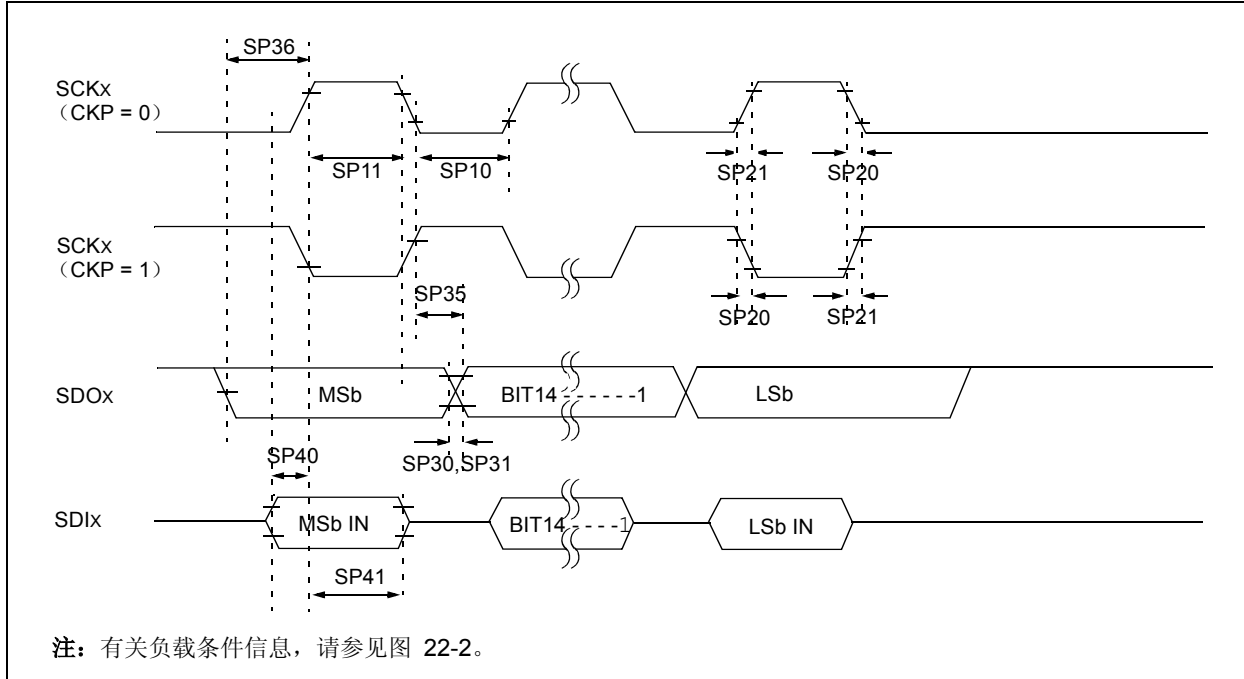 SP36
SCKX
（CKP = 0）
SP11
SP10
SP21
SP20
SCKX
（CKP = 1）
SP35
SP20
SP21
SDOx
MSb
BIT14 - - - - - -1
LSb
SP40
SP30,SP31
SDIx
MSb IN
BIT14 - - - -1
LSb IN
SP41
注：有关负载条件信息，请参见图 22-2。